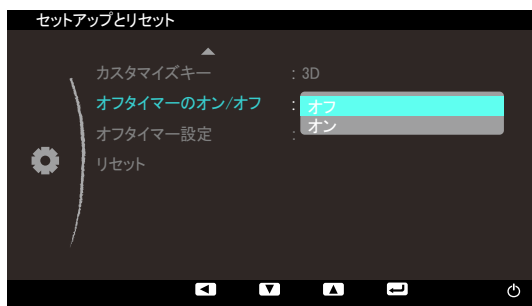 セットアップとリセット
カスタマイズキー : 3D
オフタイマーのオン/オフ : オフ
オン
オフタイマー設定 :
リセット